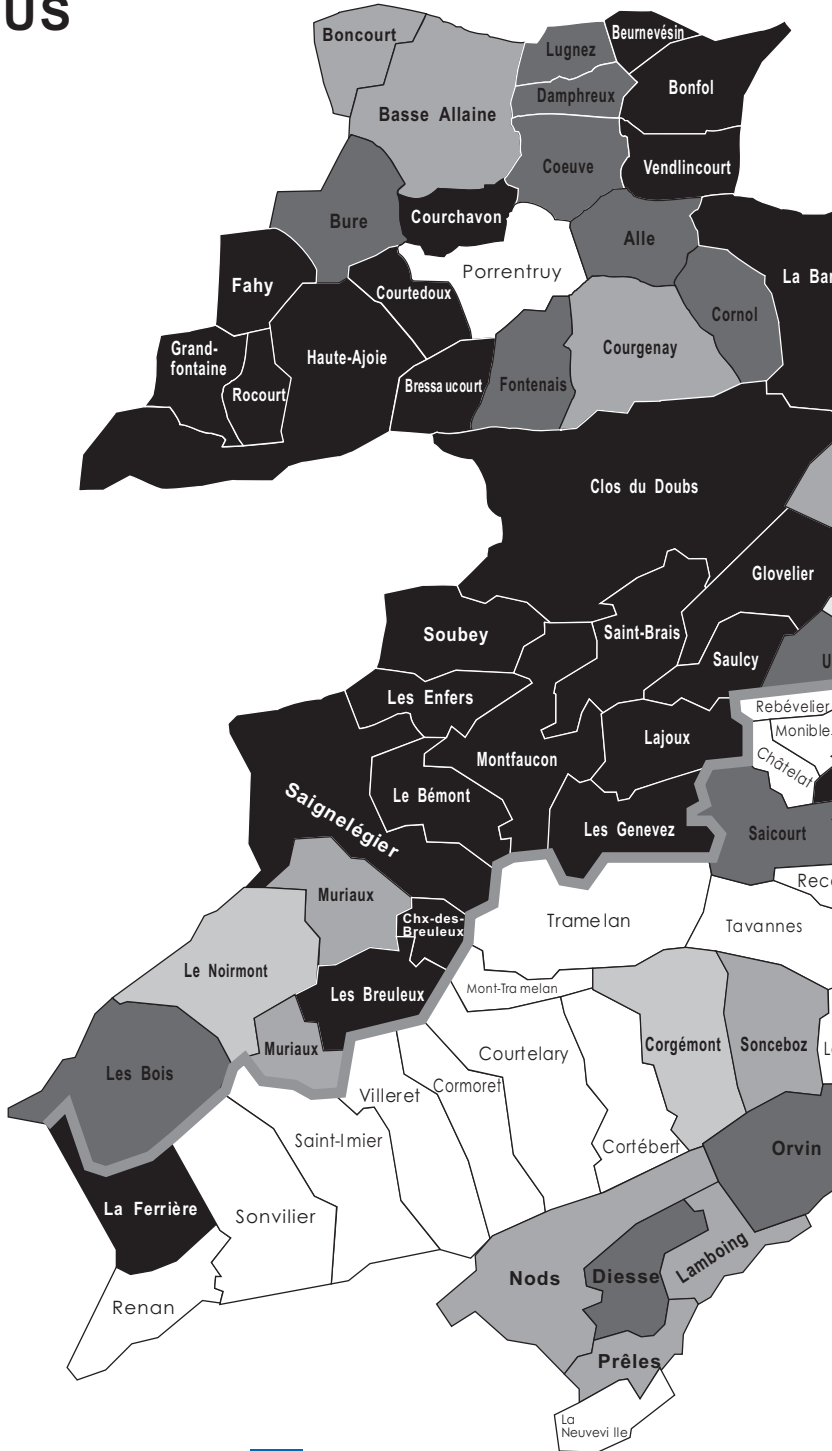 US
Boncourt
Beurnevésin
Lugnez
Bonfol
Damphreux
Basse Allaine
Coeuve
Vendlincourt
Bure
Courchavon
Alle
Porrentruy
La Bar
Fahy
Courtedoux
Cornol
Grand-
fontaine
Haute-Ajoie
Courgenay
Rocourt
Bressaucourt
Fontenais
Clos du Doubs
Glovelier
Soubey
Saint-Brais
Saulcy
U
Les Enfers
Rebévelier
Monible
Lajoux
Montfaucon
Châtelat
Le Bémont
Saignelégier
Les Genevez
Saicourt
Muriaux
Reco
Chx-des-
Breuleux
Tramelan
Tavannes
Le Noirmont
Les Breuleux
Mont-Tramelan
Corgémont
Sonceboz
Muriaux
Courtelary
Les Bois
Villeret
Cormoret
Saint-Imier
Cortébert
Orvin
La Ferrière
Sonvilier
Lamboing
Nods
Diesse
Renan
Prêles
La
Neuveville